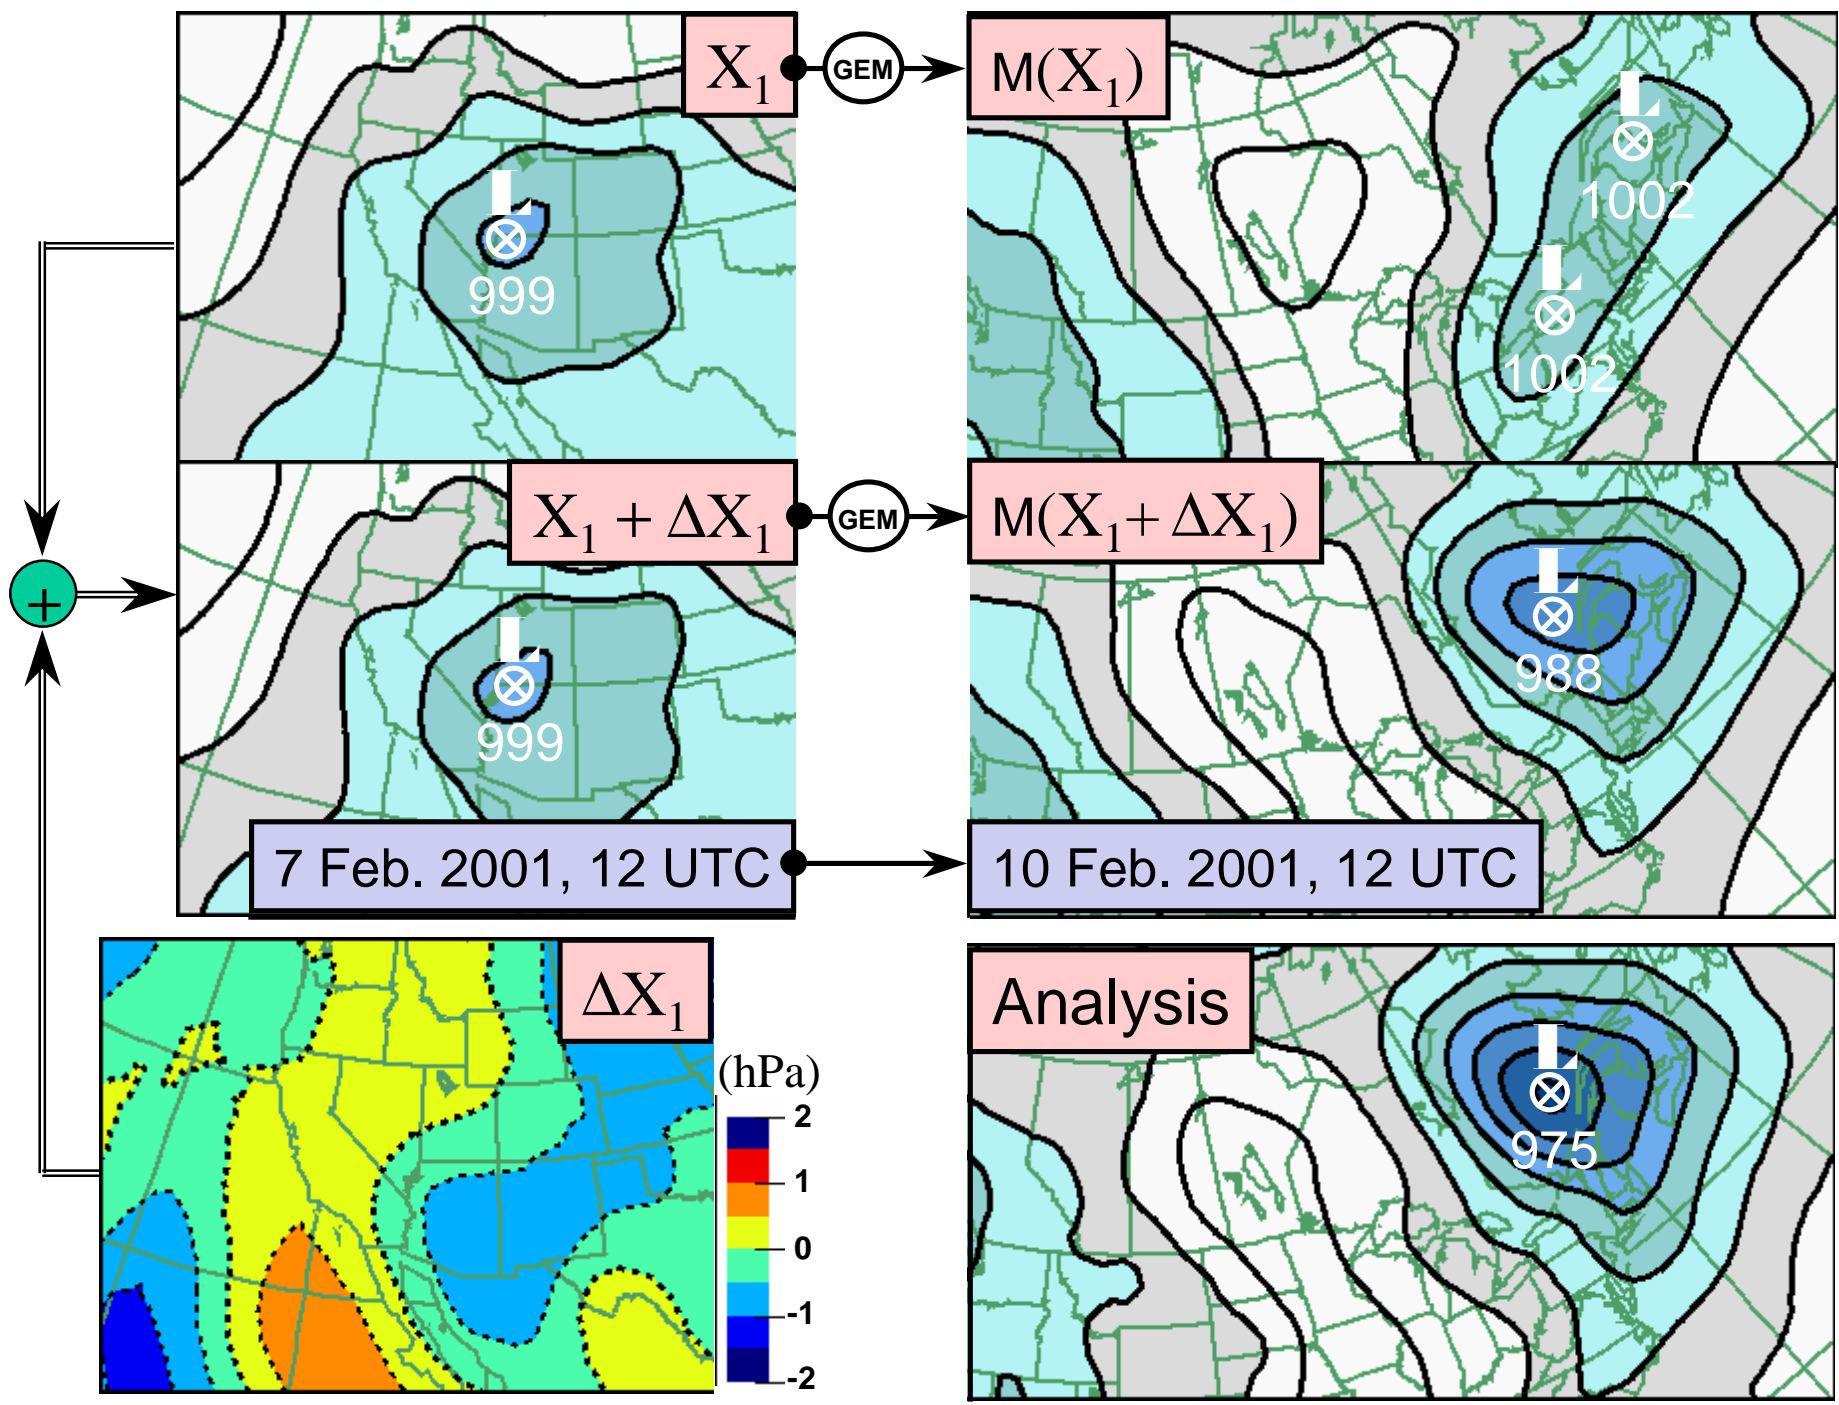 X₁
GEM
M(X₁)
L
999
L
1002
L
1002
X₁ + ΔX₁
GEM
M(X₁+ ΔX₁)
+
L
999
L
988
7 Feb. 2001, 12 UTC
10 Feb. 2001, 12 UTC
ΔX₁
Analysis
(hPa)
2
1
0
-1
-2
L
975